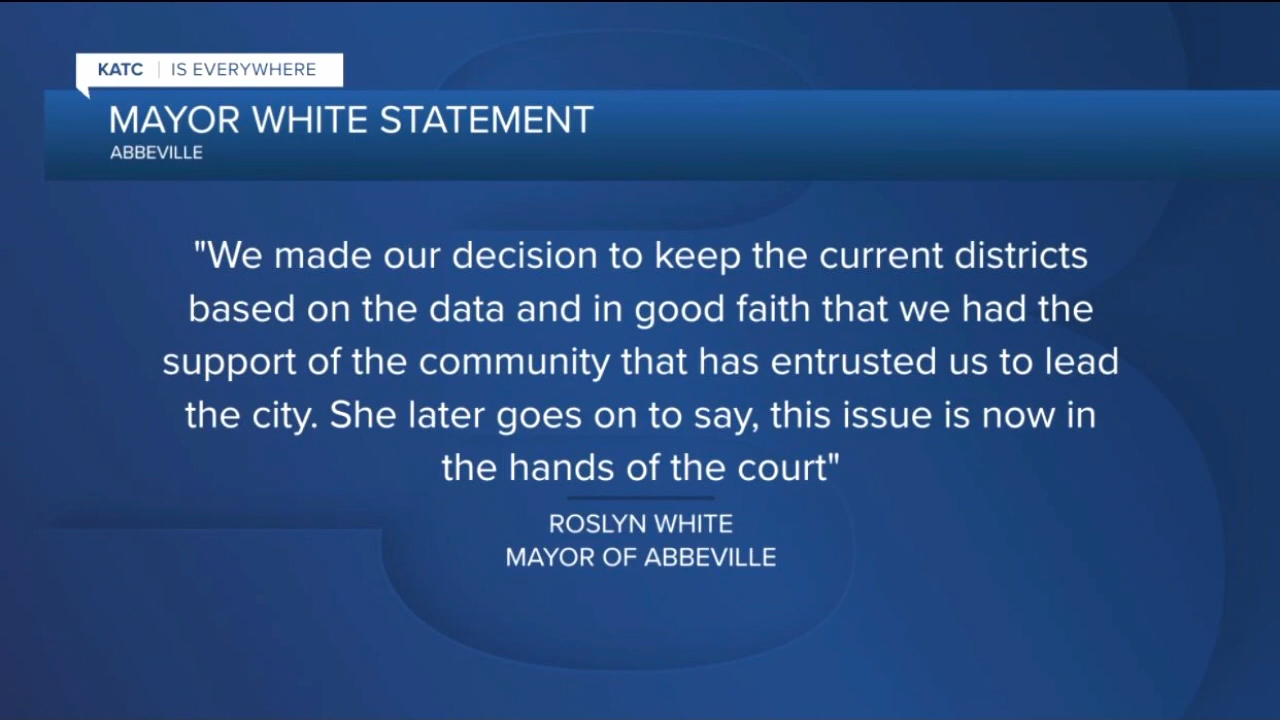 KATC | IS EVERYWHERE
MAYOR WHITE STATEMENT
ABBEVILLE
"We made our decision to keep the current districts
based on the data and in good faith that we had the
support of the community that has entrusted us to lead
the city. She later goes on to say, this issue is now in
the hands of the court"
ROSLYN WHITE
MAYOR OF ABBEVILLE